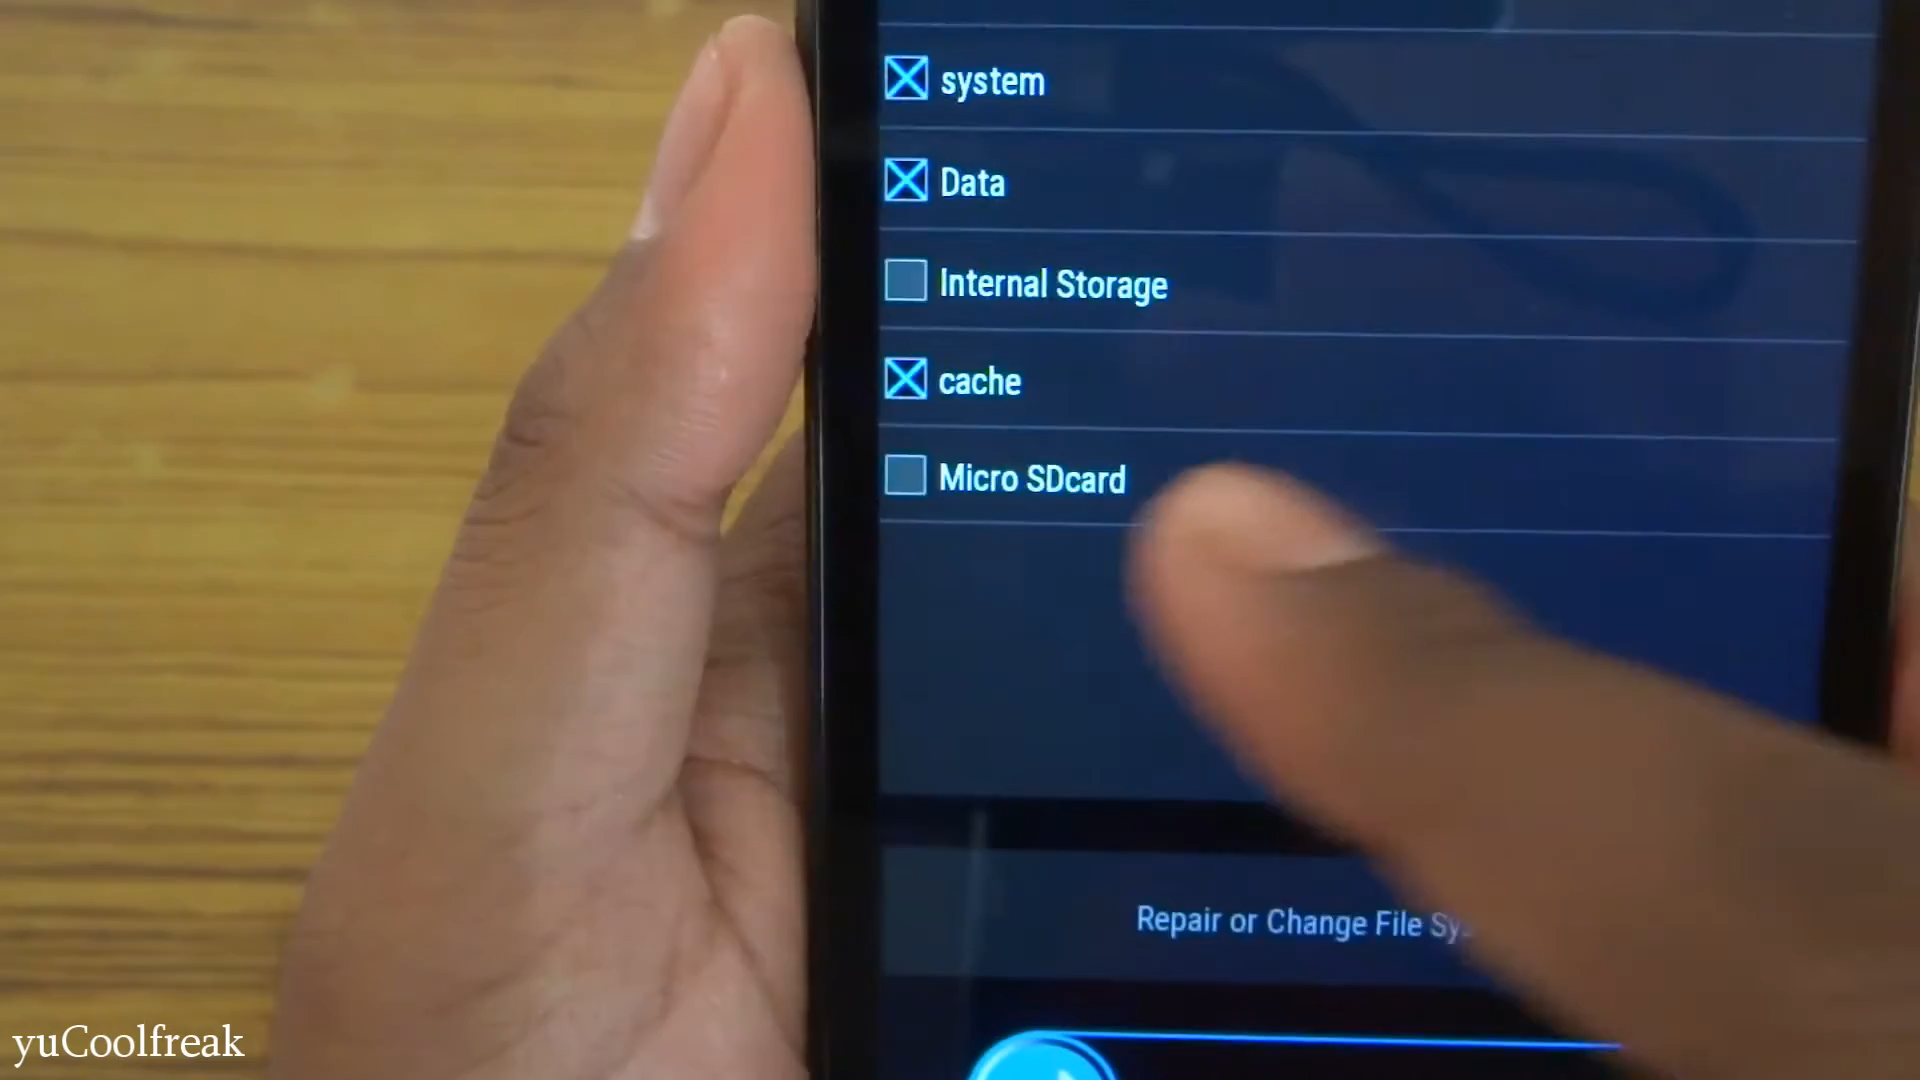 system
Data
Internal Storage
cache
Micro SDcard
Repair or Change File
yuCoolfreak